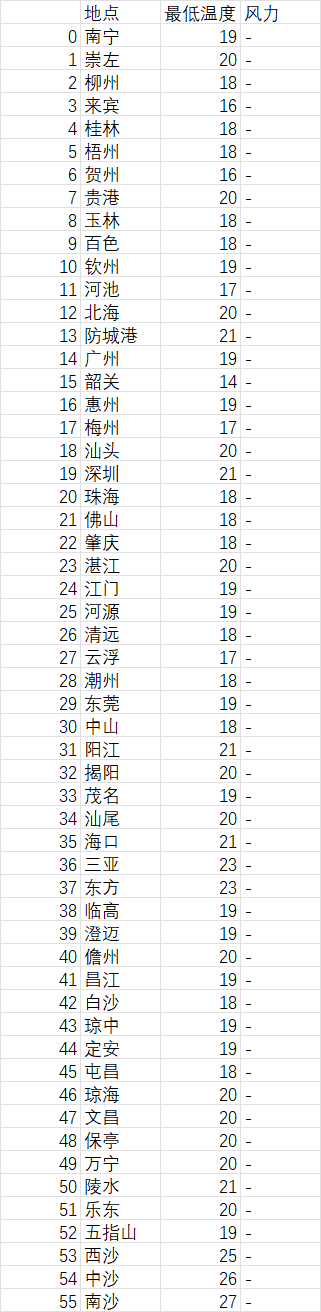 地点 最低温度 风力
0 南宁 19 -
1 崇左 20 -
2 柳州 18 -
3 来宾 16 -
4 桂林 18 -
5 梧州 18 -
6 贺州 16 -
7 贵港 20 -
8 玉林 18 -
9 百色 18 -
10 钦州 19 -
11 河池 17 -
12 北海 20 -
13 防城港 21 -
14 广州 19 -
15 韶关 14 -
16 惠州 19 -
17 梅州 17 -
18 汕头 20 -
19 深圳 21 -
20 珠海 18 -
21 佛山 18 -
22 肇庆 18 -
23 湛江 20 -
24 江门 19 -
25 河源 19 -
26 清远 18 -
27 云浮 17 -
28 潮州 18 -
29 东莞 19 -
30 中山 18 -
31 阳江 21 -
32 揭阳 20 -
33 茂名 19 -
34 汕尾 20 -
35 海口 21 -
36 三亚 23 -
37 东方 23 -
38 临高 19 -
39 澄迈 19 -
40 儋州 20 -
41 昌江 19 -
42 白沙 18 -
43 琼中 19 -
44 定安 19 -
45 屯昌 18 -
46 琼海 20 -
47 文昌 20 -
48 保亭 20 -
49 万宁 20 -
50 陵水 21 -
51 乐东 20 -
52 五指山 19 -
53 西沙 25 -
54 中沙 26 -
55 南沙 27 -